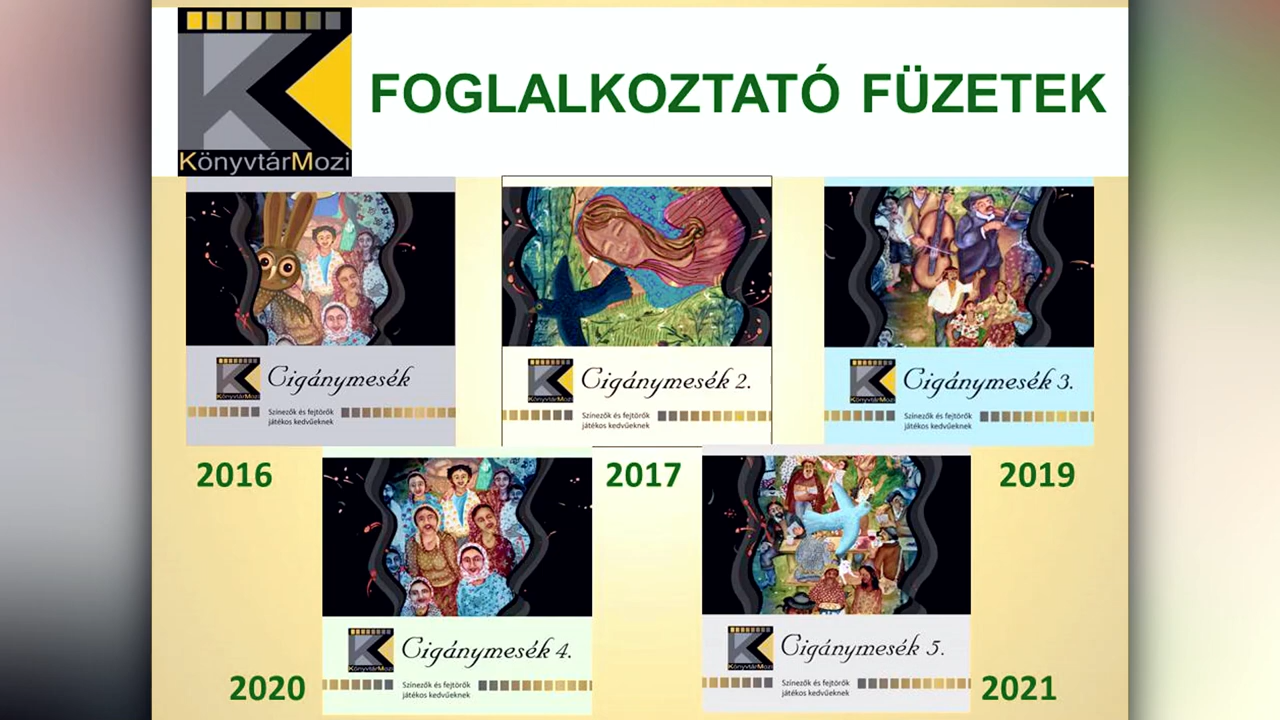 KönyvtárMozi
FOGLALKOZTATÓ FÜZETEK
KönyvtárMozi
Cigánymesék
Színezők és fejtörők
játékos kedvűeknek
2016
KönyvtárMozi
Cigánymesék 2.
Színezők és fejtörők
játékos kedvűeknek
2017
KönyvtárMozi
Cigánymesék 3.
Színezők és fejtörők
játékos kedvűeknek
2019
KönyvtárMozi
Cigánymesék 4.
Színezők és fejtörők
játékos kedvűeknek
2020
KönyvtárMozi
Cigánymesék 5.
Színezők és fejtörők
játékos kedvűeknek
2021